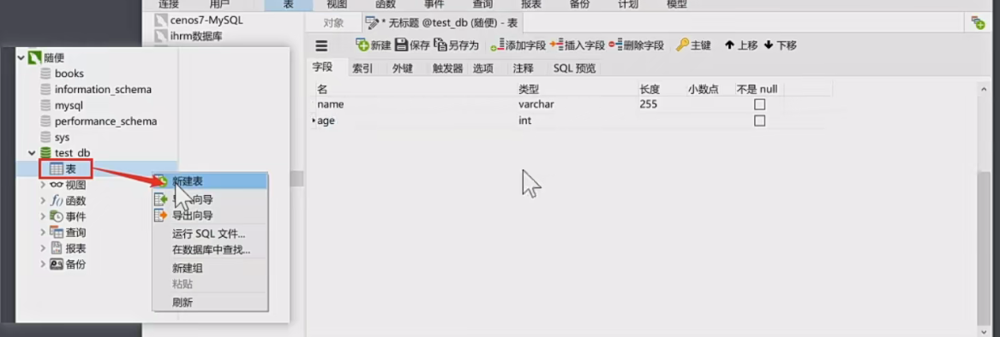 连接 用户 表 视图 函数 事件 查询 报表 备份 计划 模型
cenos7-MySQL
ihrm数据库
对象 * 无标题 @test_db (随便) - 表
新建 保存 另存为 添加字段 插入字段 删除字段 主键 上移 下移
字段 索引 外键 触发器 选项 注释 SQL 预览
名 类型 长度 小数点 不是 null
name varchar 255
age int
随便
books
information_schema
mysql
performance_schema
sys
test_db
表
视图
函数
事件
查询
报表
备份
新建表
向导
导出向导
运行 SQL 文件...
在数据库中查找...
新建组
粘贴
刷新